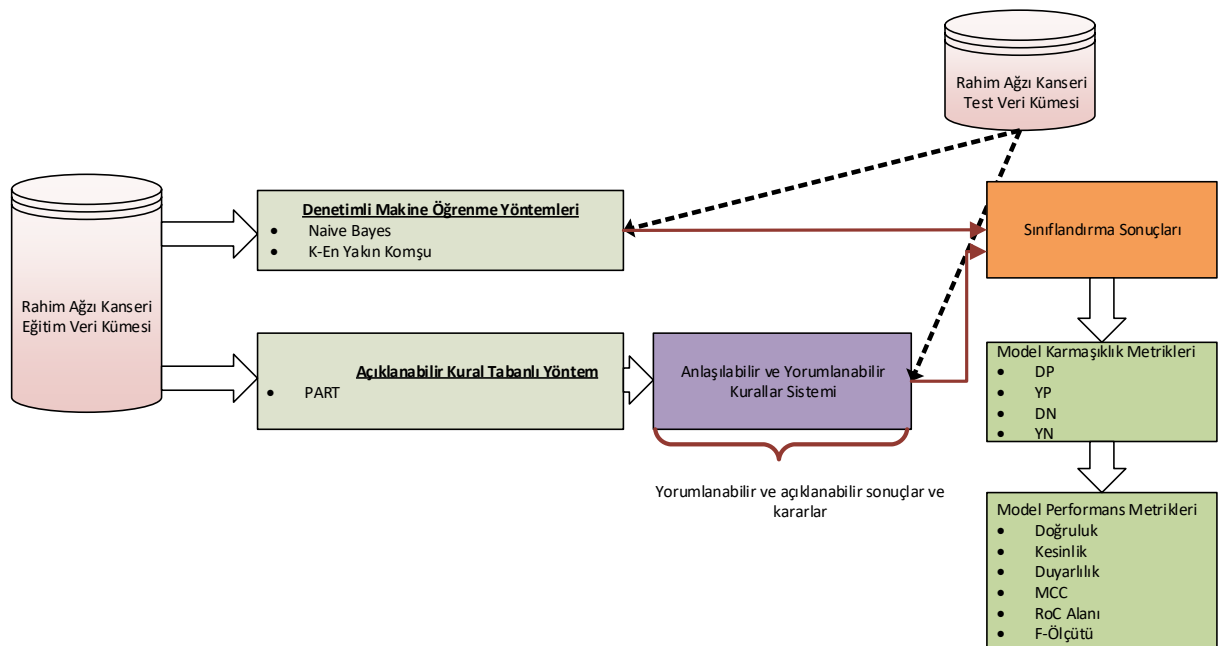 Rahim Ağzı Kanseri
Test Veri Kümesi
Rahim Ağzı Kanseri
Eğitim Veri Kümesi
Denetimli Makine Öğrenme Yöntemleri
• Naive Bayes
• K-En Yakın Komşu
Sınıflandırma Sonuçları
Açıklanabilir Kural Tabanlı Yöntem
• PART
Anlaşılabilir ve Yorumlanabilir
Kurallar Sistemi
Yorumlanabilir ve açıklanabilir sonuçlar ve
kararlar
Model Karmaşıklık Metrikleri
• DP
• YP
• DN
• YN
Model Performans Metrikleri
• Doğruluk
• Kesinlik
• Duyarlılık
• MCC
• RoC Alanı
• F-Ölçütü